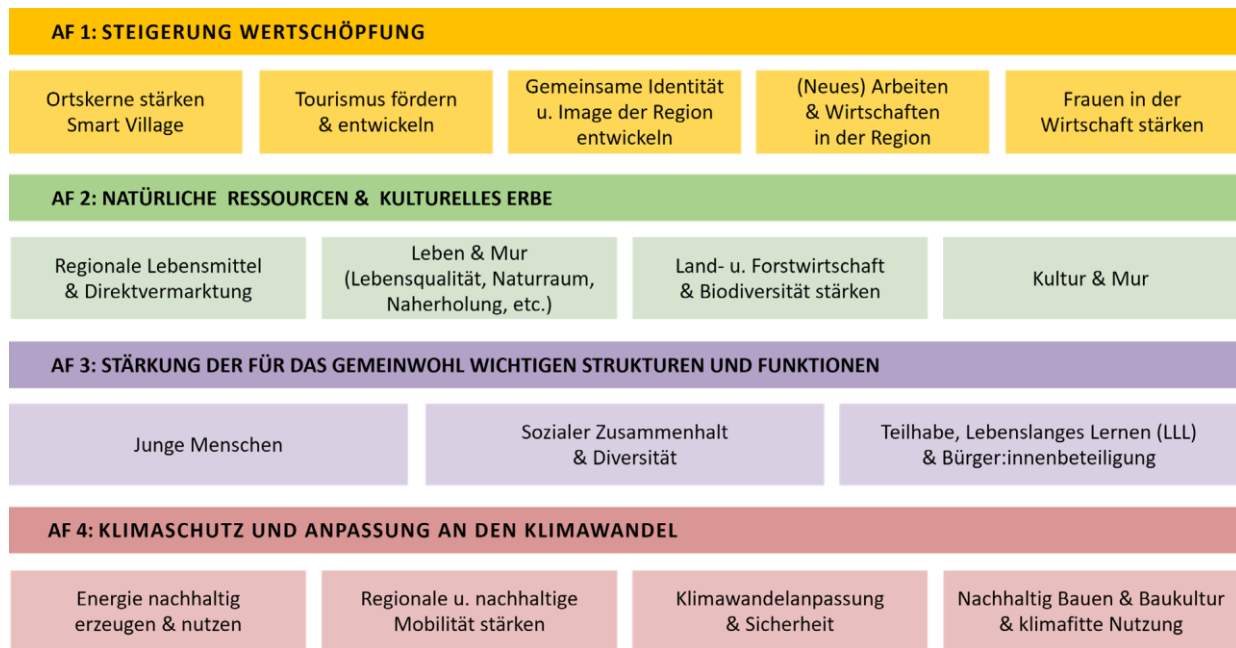 AF 1: STEIGERUNG WERTSCHÖPFUNG
Ortskerne stärken
Smart Village
Tourismus fördern
& entwickeln
Gemeinsame Identität
u. Image der Region
entwickeln
(Neues) Arbeiten
& Wirtschaften
in der Region
Frauen in der
Wirtschaft stärken
AF 2: NATÜRLICHE RESSOURCEN & KULTURELLES ERBE
Regionale Lebensmittel
& Direktvermarktung
Leben & Mur
(Lebensqualität, Naturraum,
Naherholung, etc.)
Land- u. Forstwirtschaft
& Biodiversität stärken
Kultur & Mur
AF 3: STÄRKUNG DER FÜR DAS GEMEINWOHL WICHTIGEN STRUKTUREN UND FUNKTIONEN
Junge Menschen
Sozialer Zusammenhalt
& Diversität
Teilhabe, Lebenslanges Lernen (LLL)
& Bürger:innenbeteiligung
AF 4: KLIMASCHUTZ UND ANPASSUNG AN DEN KLIMAWANDEL
Energie nachhaltig
erzeugen & nutzen
Regionale u. nachhaltige
Mobilität stärken
Klimawandelanpassung
& Sicherheit
Nachhaltig Bauen & Baukultur
& klimafitte Nutzung